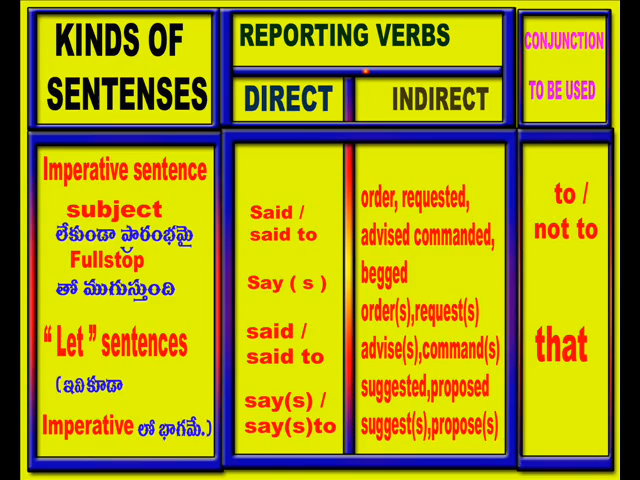 KINDS OF
SENTENSES
REPORTING VERBS
DIRECT
INDIRECT
CONJUNCTION
TO BE USED
Imperative sentence
subject
లేకుండా ప్రారంభమై
Fullstop
తో ముగుస్తుంది
“ Let ” sentences
(ఇవికూడా
Imperative లో భాగమే.)
Said /
said to
Say ( s )
said /
said to
say(s) /
say(s)to
order, requested,
advised commanded,
begged
order(s),request(s)
advise(s),command(s)
suggested,proposed
suggest(s),propose(s)
to /
not to
that